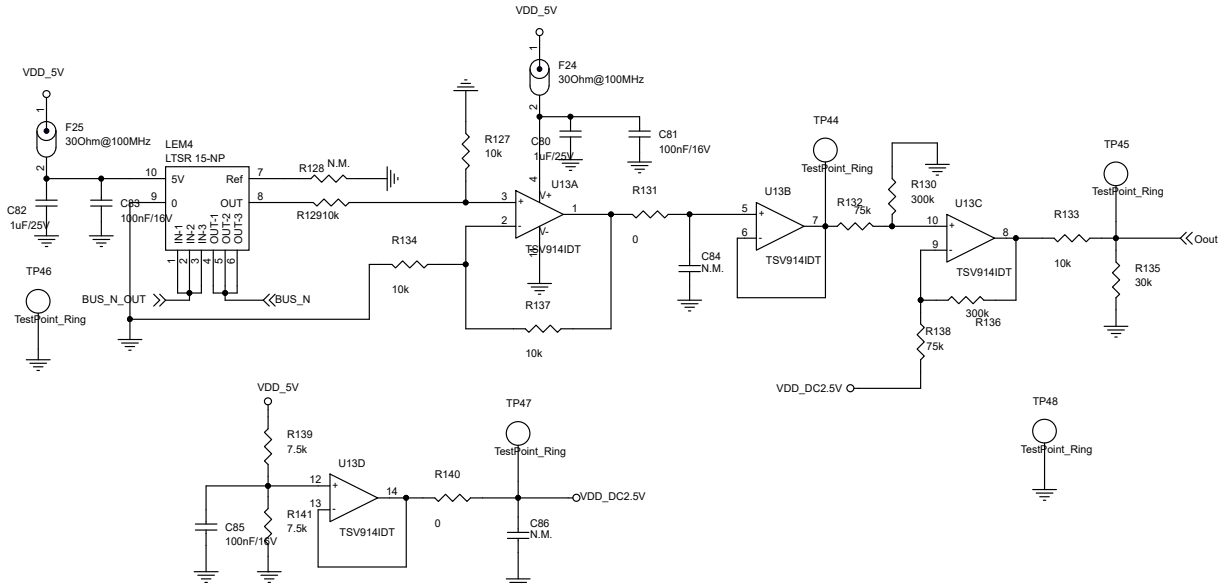 VDD_5V
1
F24
30Ohm@100MHz
2
VDD_5V
1
F25
30Ohm@100MHz
2
LEM4
LTSR 15-NP
10
5V
Ref
7
9
0
OUT
8
IN-1
IN-2
IN-3
OUT-1
OUT-2
OUT-3
1
2
3
4
5
6
C82
1uF/25V
C83
100nF/16V
R128
N.M.
R129
10k
R127
10k
C80
1uF/25V
C81
100nF/16V
U13A
4
V+
3
+
1
2
-
V-
TSV914IDT
R131
0
C84
N.M.
TP44
TestPoint_Ring
U13B
5
+
7
6
-
TSV914IDT
R132
75k
R130
300k
U13C
10
+
8
9
-
TSV914IDT
R133
10k
TP45
TestPoint_Ring
Oout
R135
30k
300k
R136
R138
75k
VDD_DC2.5V
R134
10k
R137
10k
BUS_N_OUT
BUS_N
TP46
TestPoint_Ring
VDD_5V
R139
7.5k
R141
7.5k
C85
100nF/16V
U13D
12
+
14
13
-
TSV914IDT
R140
0
TP47
TestPoint_Ring
VDD_DC2.5V
C86
N.M.
TP48
TestPoint_Ring